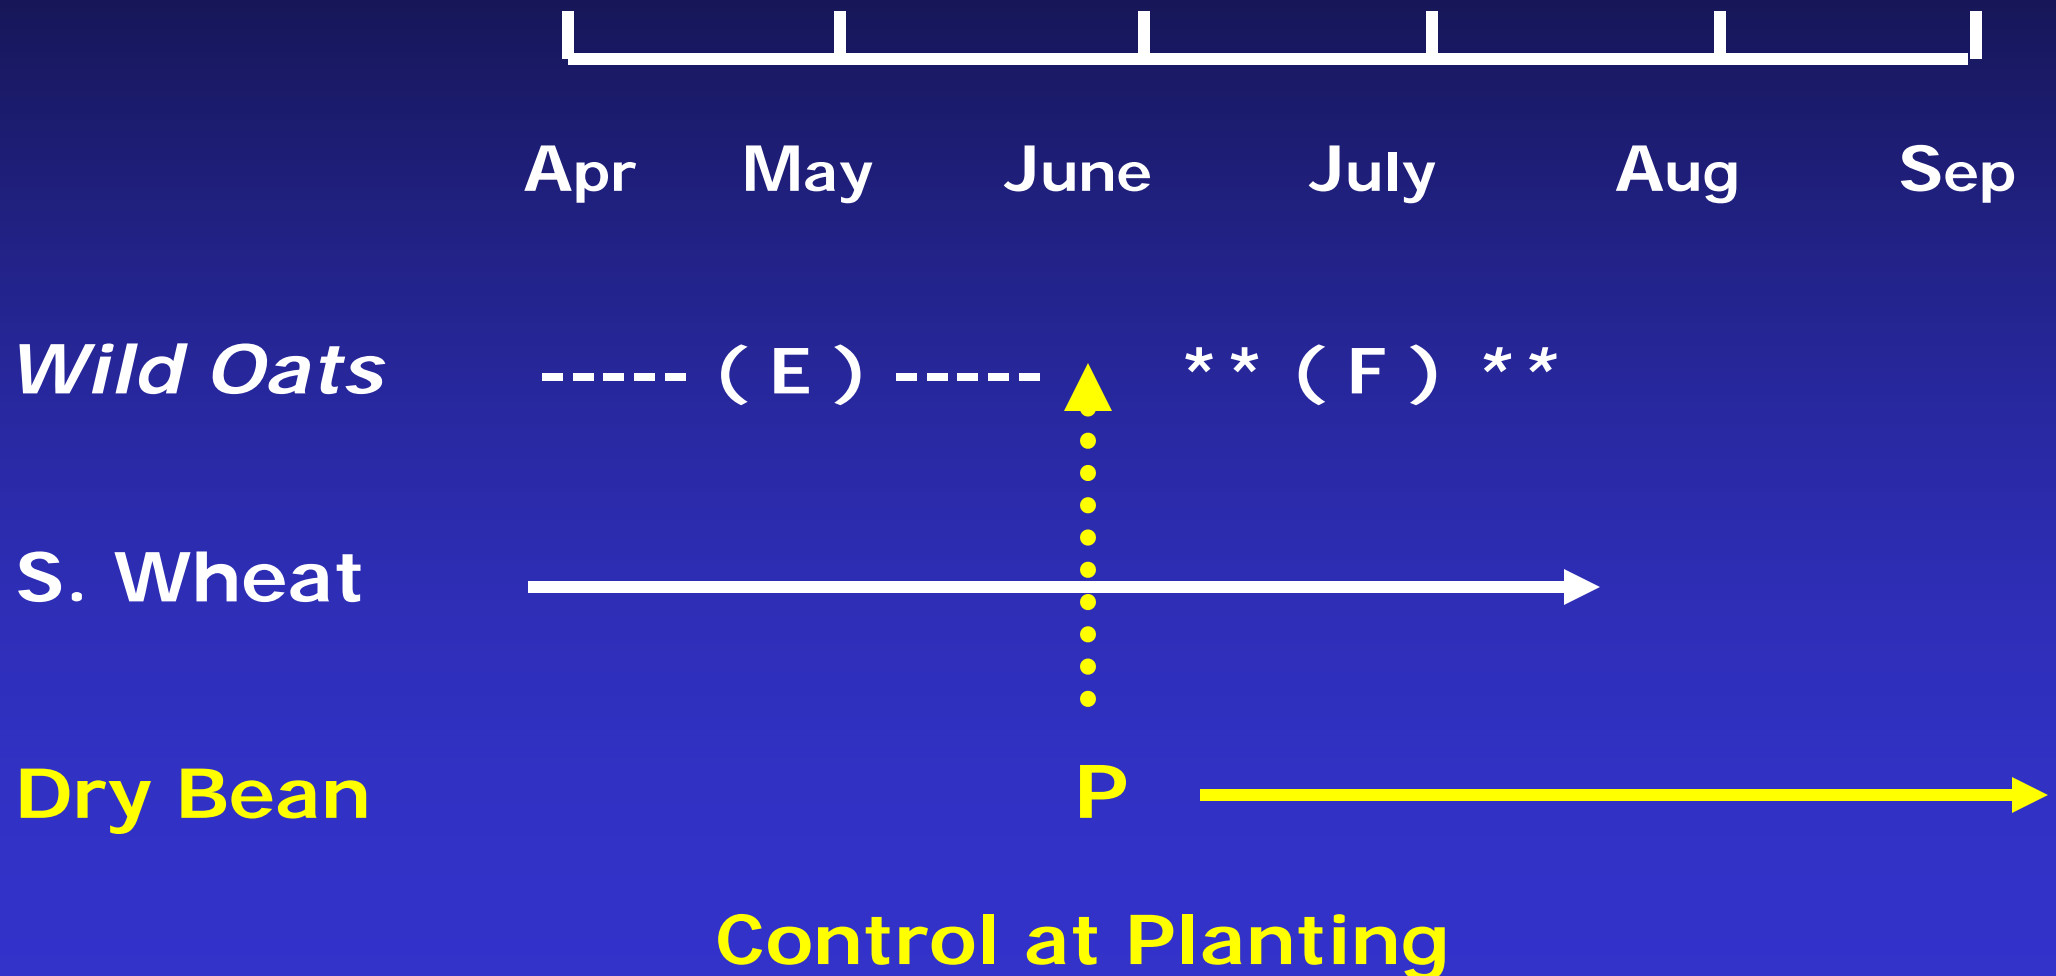 Apr May June July Aug Sep
Wild Oats ----- ( E ) ----- ** ( F ) **
S. Wheat
Dry Bean P
Control at Planting